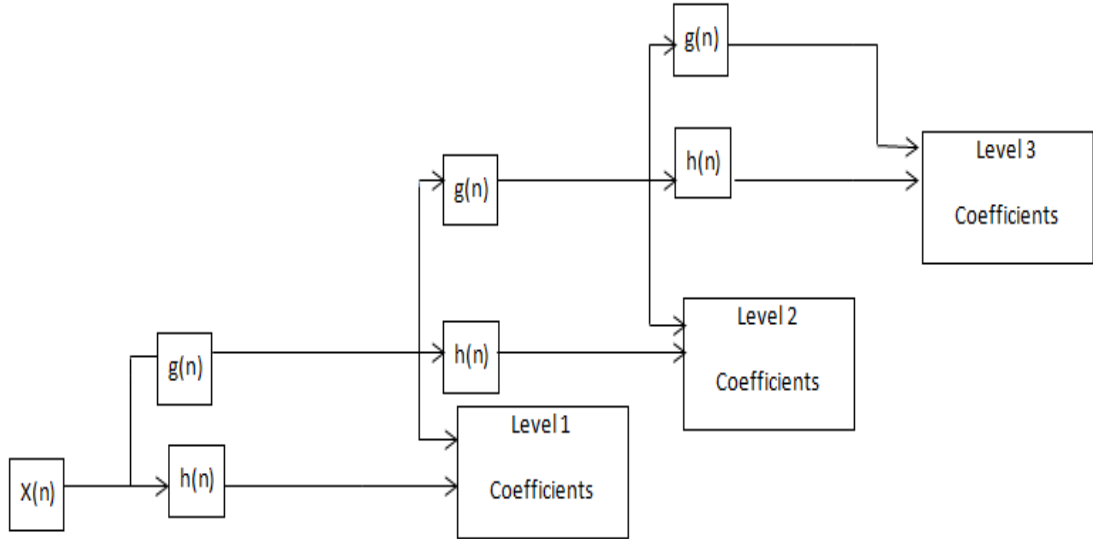 g(n)
h(n)
Level 3
Coefficients
g(n)
h(n)
Level 2
Coefficients
g(n)
h(n)
Level 1
Coefficients
X(n)